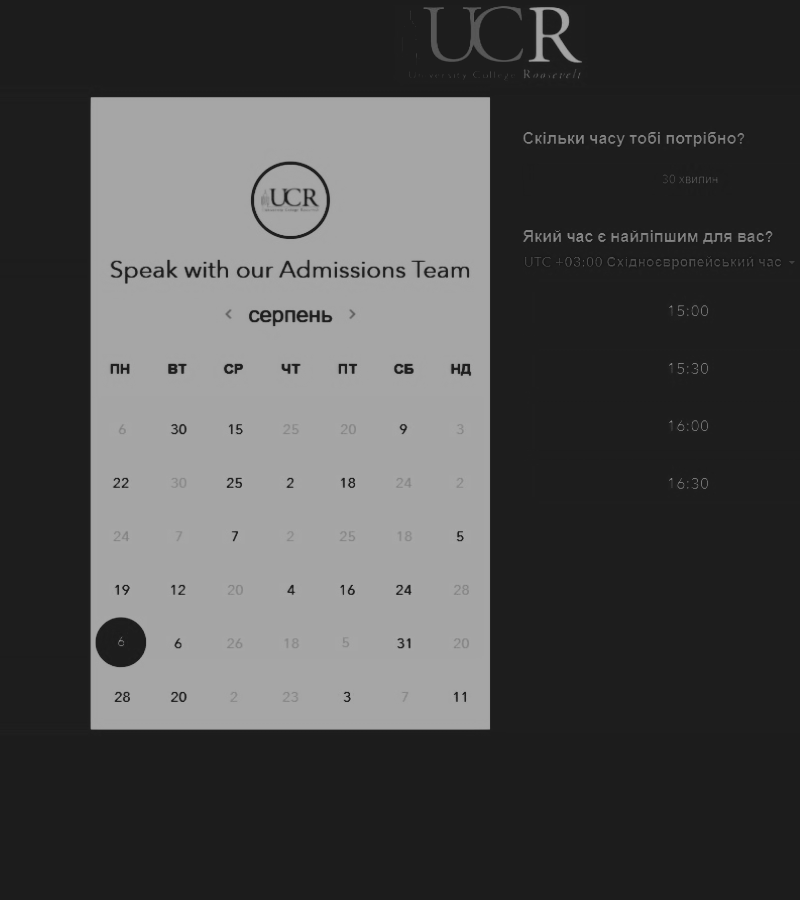 UCR
University College Roosevelt
UCR
Speak with our Admissions Team
‹ серпень ›
ПН ВТ СР ЧТ ПТ СБ НД
6 30 15 25 20 9 3
22 30 25 2 18 24 2
24 7 7 2 25 18 5
19 12 20 4 16 24 28
6 6 26 18 5 31 20
28 20 2 23 3 7 11
Скільки часу тобі потрібно?
30 хвилин
Який час є найліпшим для вас?
UTC +03:00 Східноєвропейський час
15:00
15:30
16:00
16:30